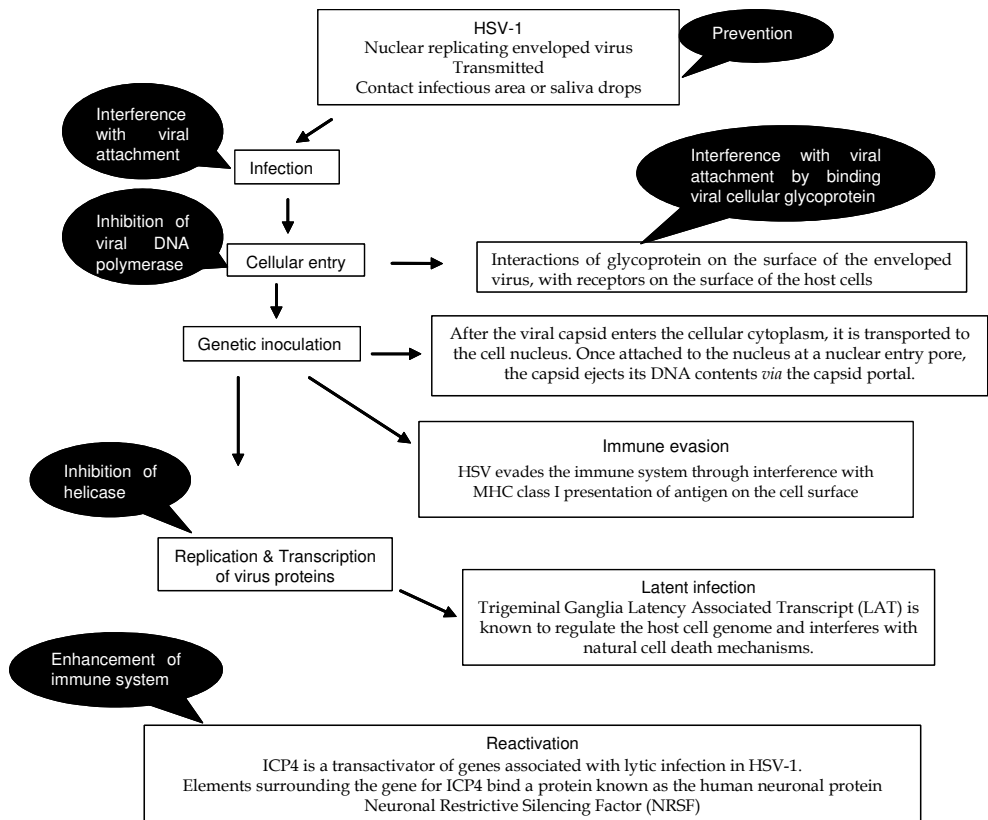 HSV-1
Nuclear replicating enveloped virus
Transmitted
Contact infectious area or saliva drops
Prevention
Interference
with viral
attachment
Infection
Interference with viral
attachment by binding
viral cellular glycoprotein
Inhibition of
viral DNA
polymerase
Cellular entry
Interactions of glycoprotein on the surface of the enveloped
virus, with receptors on the surface of the host cells
Genetic inoculation
After the viral capsid enters the cellular cytoplasm, it is transported to
the cell nucleus. Once attached to the nucleus at a nuclear entry pore,
the capsid ejects its DNA contents via the capsid portal.
Immune evasion
HSV evades the immune system through interference with
MHC class I presentation of antigen on the cell surface
Inhibition of
helicase
Replication & Transcription
of virus proteins
Latent infection
Trigeminal Ganglia Latency Associated Transcript (LAT) is
known to regulate the host cell genome and interferes with
natural cell death mechanisms.
Enhancement of
immune system
Reactivation
ICP4 is a transactivator of genes associated with lytic infection in HSV-1.
Elements surrounding the gene for ICP4 bind a protein known as the human neuronal protein
Neuronal Restrictive Silencing Factor (NRSF)